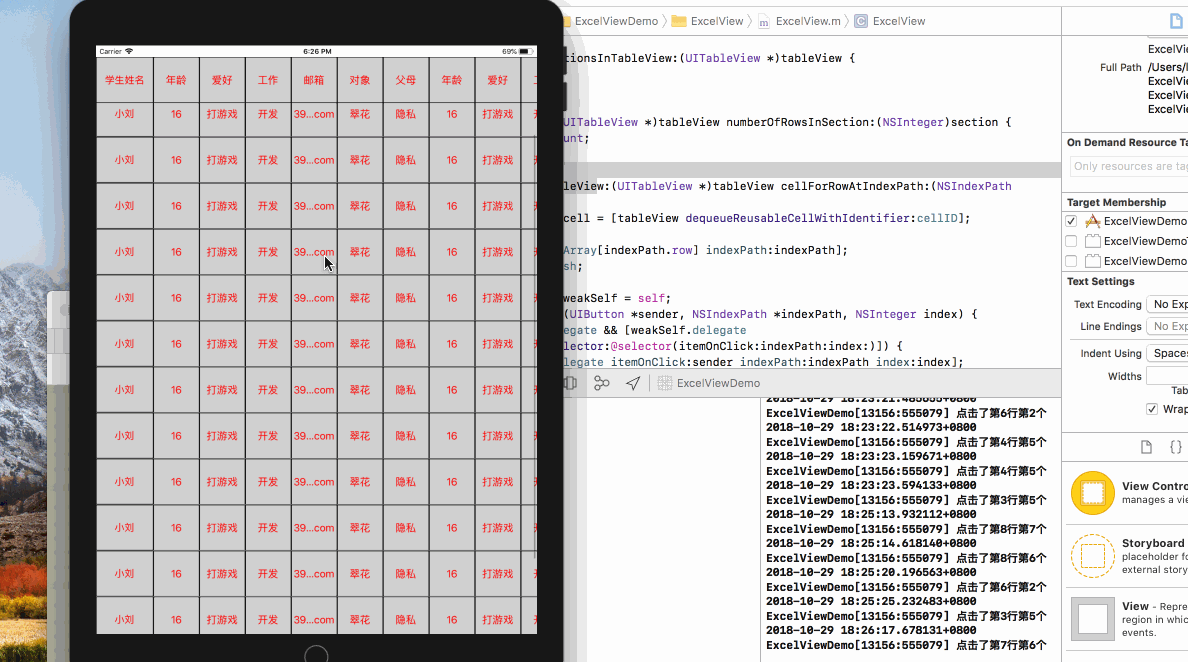 Carrier 6:26 PM 69%
学生姓名 年龄 爱好 工作 邮箱 对象 父母 年龄 爱好
小刘 16 打游戏 开发 39...com 翠花 隐私 16 打游戏
小刘 16 打游戏 开发 39...com 翠花 隐私 16 打游戏
小刘 16 打游戏 开发 39...com 翠花 隐私 16 打游戏
小刘 16 打游戏 开发 39...com 翠花 隐私 16 打游戏
小刘 16 打游戏 开发 39...com 翠花 隐私 16 打游戏
小刘 16 打游戏 开发 39...com 翠花 隐私 16 打游戏
小刘 16 打游戏 开发 39...com 翠花 隐私 16 打游戏
小刘 16 打游戏 开发 39...com 翠花 隐私 16 打游戏
小刘 16 打游戏 开发 39...com 翠花 隐私 16 打游戏
小刘 16 打游戏 开发 39...com 翠花 隐私 16 打游戏
小刘 16 打游戏 开发 39...com 翠花 隐私 16 打游戏
小刘 16 打游戏 开发 39...com 翠花 隐私 16 打游戏
ExcelViewDemo ExcelView m ExcelView.m C ExcelView
tionsInTableView:(UITableView *)tableView {
UITableView *)tableView numberOfRowsInSection:(NSInteger)section {
unt;
leView:(UITableView *)tableView cellForRowAtIndexPath:(NSIndexPath
cell = [tableView dequeueReusableCellWithIdentifier:cellID];
Array[indexPath.row] indexPath:indexPath];
sh;
weakSelf = self;
(UIButton *sender, NSIndexPath *indexPath, NSInteger index) {
egate && [weakSelf.delegate
lector:@selector(itemOnClick:indexPath:index:)]) {
legate itemOnClick:sender indexPath:indexPath index:index];
ExcelViewDemo
2018-10-29 18:23:21.485055+0800
ExcelViewDemo[13156:555079] 点击了第6行第2个
2018-10-29 18:23:22.514973+0800
ExcelViewDemo[13156:555079] 点击了第4行第5个
2018-10-29 18:23:23.159671+0800
ExcelViewDemo[13156:555079] 点击了第4行第5个
2018-10-29 18:23:23.594133+0800
ExcelViewDemo[13156:555079] 点击了第3行第5个
2018-10-29 18:25:13.932112+0800
ExcelViewDemo[13156:555079] 点击了第8行第7个
2018-10-29 18:25:14.618140+0800
ExcelViewDemo[13156:555079] 点击了第8行第6个
2018-10-29 18:25:20.196563+0800
ExcelViewDemo[13156:555079] 点击了第6行第2个
2018-10-29 18:25:25.232483+0800
ExcelViewDemo[13156:555079] 点击了第3行第5个
2018-10-29 18:26:17.678131+0800
ExcelViewDemo[13156:555079] 点击了第7行第6个
ExcelVi
Full Path /Users/l
ExcelVi
ExcelVi
ExcelVi
On Demand Resource Ta
Only resources are tag
Target Membership
ExcelViewDemo
ExcelViewDemo
ExcelViewDemo
Text Settings
Text Encoding No Exp
Line Endings No Exp
Indent Using Spaces
Widths
Tab
Wrap
{ }
View Contro
manages a vie
Storyboard
placeholder fo
external story
View - Repre
region in whic
events.